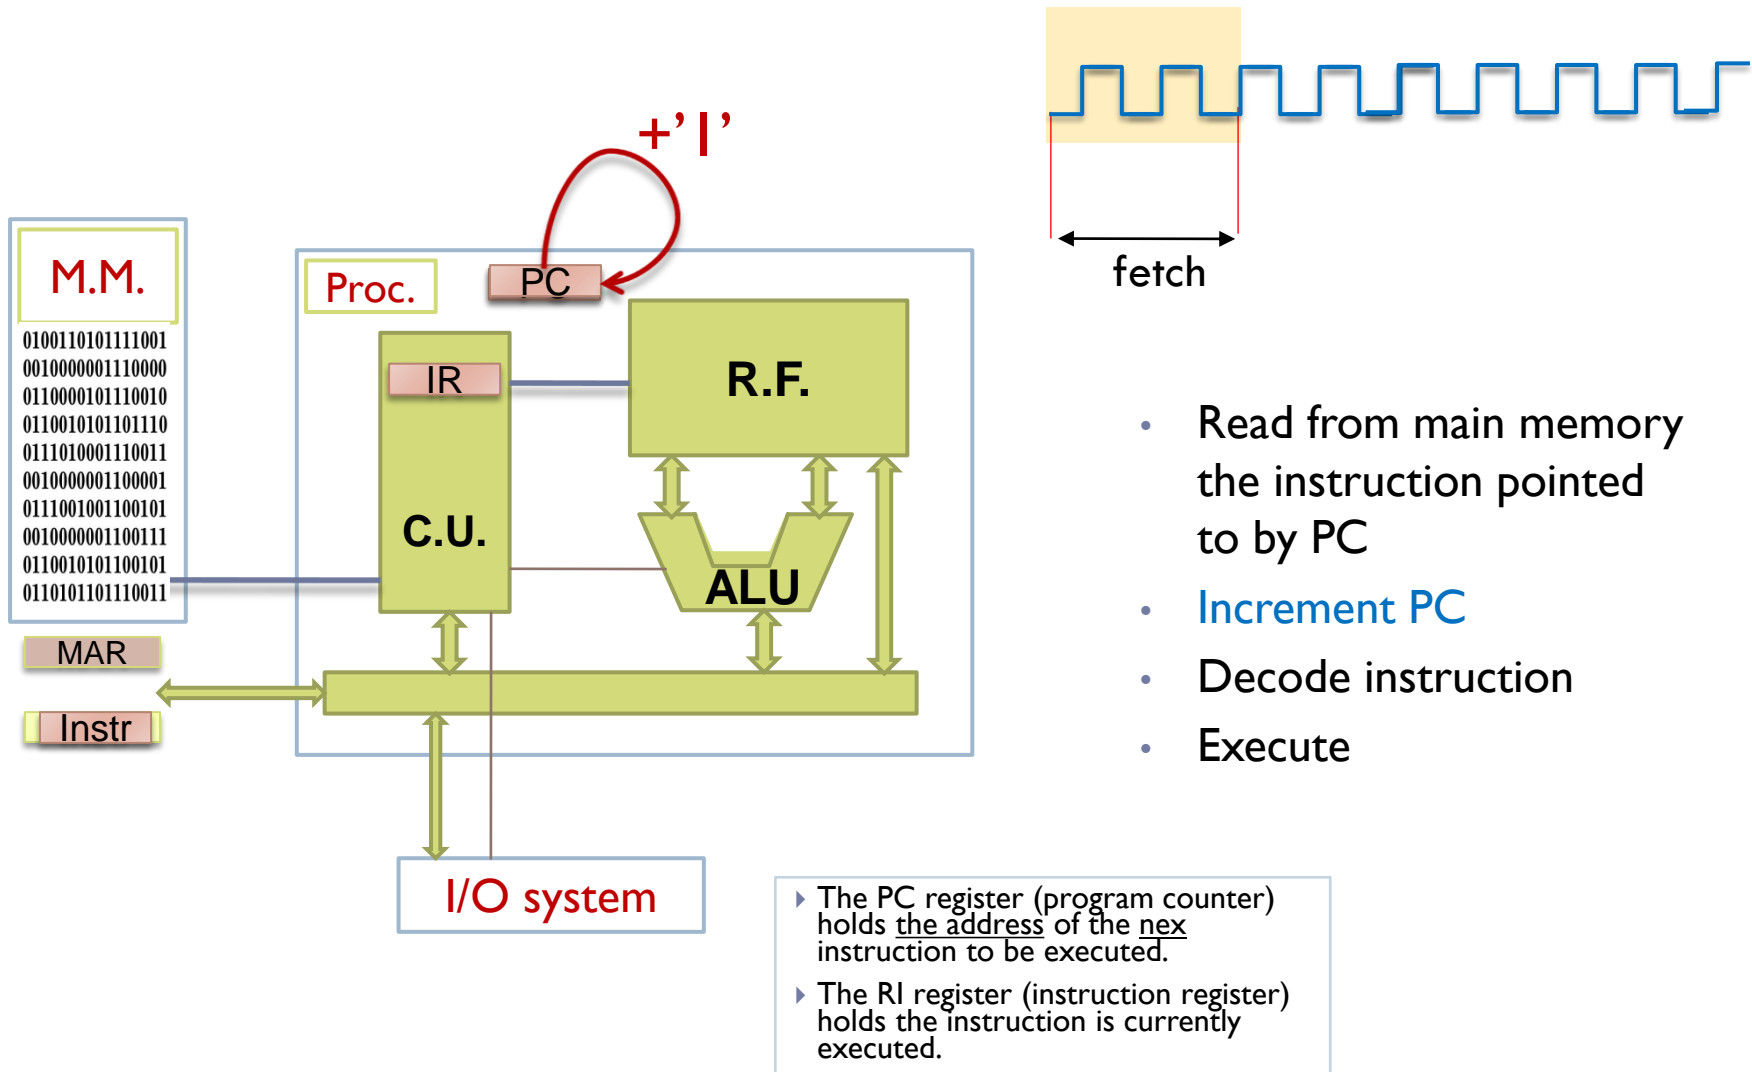 +’1’
fetch
M.M.
0100110101111001
0010000001110000
0110000101110010
0110010101101110
0111010001110011
0010000001100001
0111001001100101
0010000001100111
0110010101100101
0110101101110011
MAR
Instr
Proc.
PC
IR
C.U.
R.F.
ALU
I/O system
• Read from main memory
the instruction pointed
to by PC
• Increment PC
• Decode instruction
• Execute
The PC register (program counter)
holds the address of the nex
instruction to be executed.
The RI register (instruction register)
holds the instruction is currently
executed.